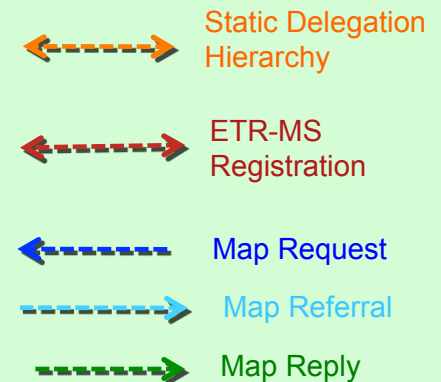 Static Delegation
Hierarchy
ETR-MS
Registration
Map Request
Map Referral
Map Reply